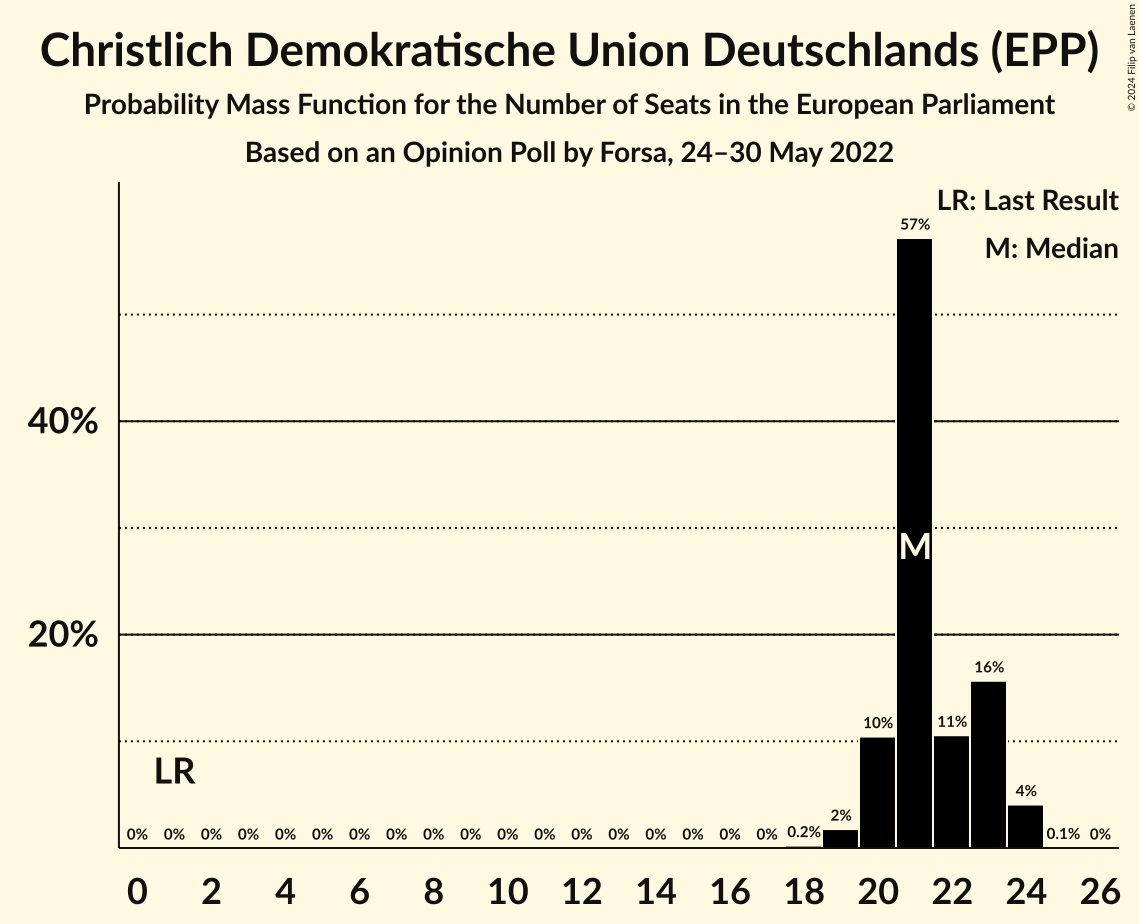 Christlich Demokratische Union Deutschlands (EPP)
Probability Mass Function for the Number of Seats in the European Parliament
Based on an Opinion Poll by Forsa, 24–30 May 2022
© 2024 Filip van Laenen
LR: Last Result
M: Median
57%
40%
M
20%
16%
10%
11%
LR
4%
2%
0% 0% 0% 0% 0% 0% 0% 0% 0% 0% 0% 0% 0% 0% 0% 0% 0% 0% 0.2% 0.1% 0%
0 2 4 6 8 10 12 14 16 18 20 22 24 26